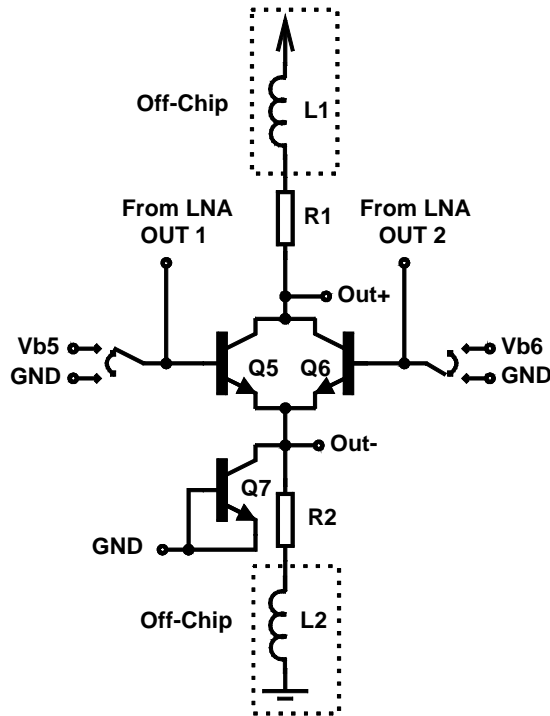 Off-Chip
L1
From LNA
OUT 1
R1
From LNA
OUT 2
Out+
Vb5
GND
Q5
Q6
Vb6
GND
Out-
Q7
R2
GND
Off-Chip
L2